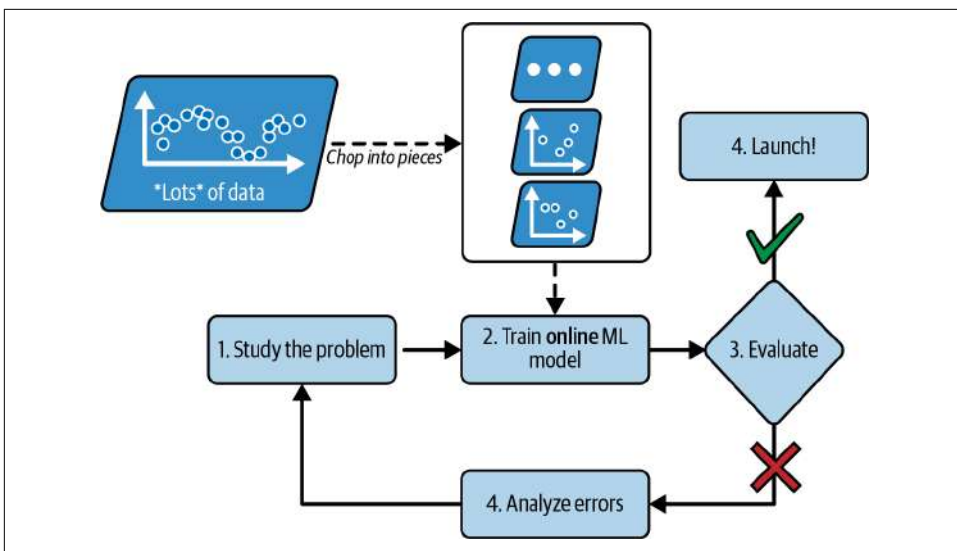 *Lots* of data
Chop into pieces
4. Launch!
1. Study the problem
2. Train online ML
model
3. Evaluate
4. Analyze errors